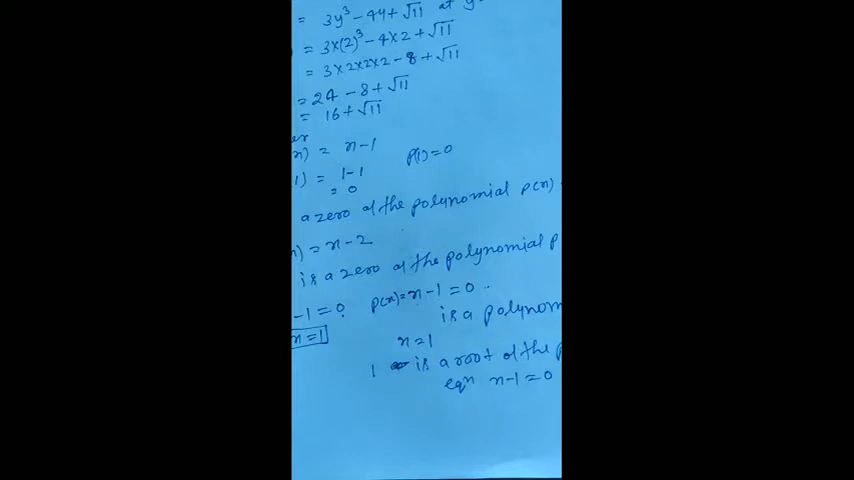 = 3y³ - 4y + √11 at y=
= 3×(2)³ - 4×2 + √11
= 3×2×2×2 - 8 + √11
= 24 - 8 + √11
= 16 + √11
er
x) = x-1
1) = 1-1 P(1)=0
= 0
a zero of the polynomial p(x)
x) = x-2
is a zero of the polynomial p
-1=0 p(x)=x-1=0
is a polynom
x=1 x=1
1 is a root of the p
eqn x-1=0